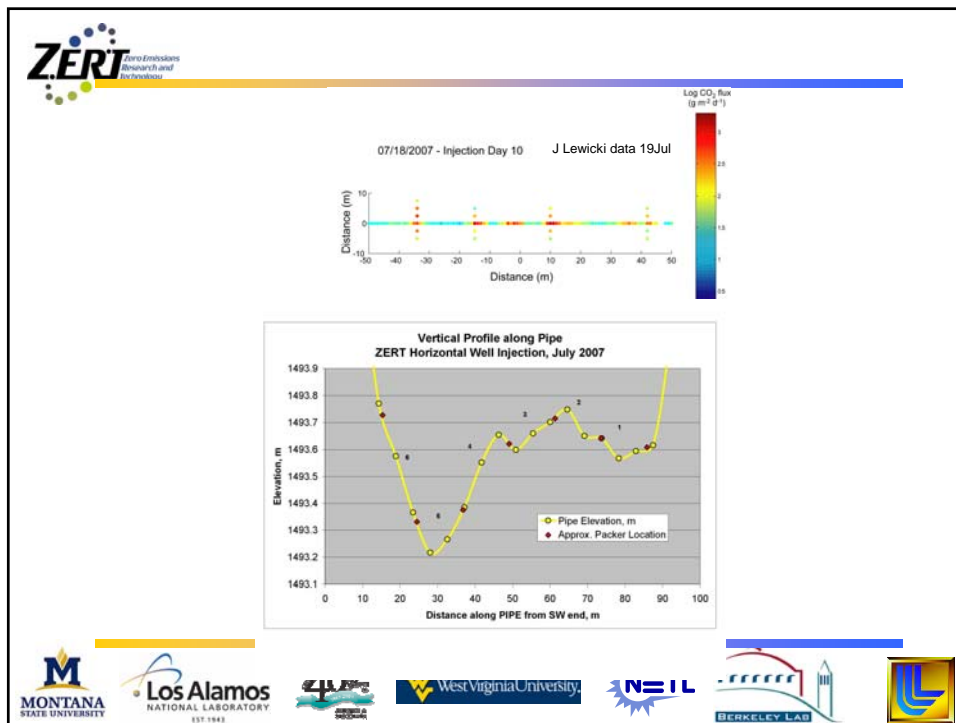 ZERT
Zero Emissions
Research and
Technology
Log CO2 flux
(g m-2 d-1)
07/18/2007 - Injection Day 10
J Lewicki data 19Jul
3
2.5
2
1.5
1
0.5
Distance (m)
10
0
-10
-50 -40 -30 -20 -10 0 10 20 30 40 50
Distance (m)
Vertical Profile along Pipe
ZERT Horizontal Well Injection, July 2007
Elevation, m
1493.9
1493.8
1493.7
1493.6
1493.5
1493.4
1493.3
1493.2
1493.1
6
6
4
3
2
1
Pipe Elevation, m
Approx. Packer Location
0 10 20 30 40 50 60 70 80 90 100
Distance along PIPE from SW end, m
M
MONTANA
STATE UNIVERSITY
Los Alamos
NATIONAL LABORATORY
EST. 1943
West Virginia University.
NETL
BERKELEY LAB